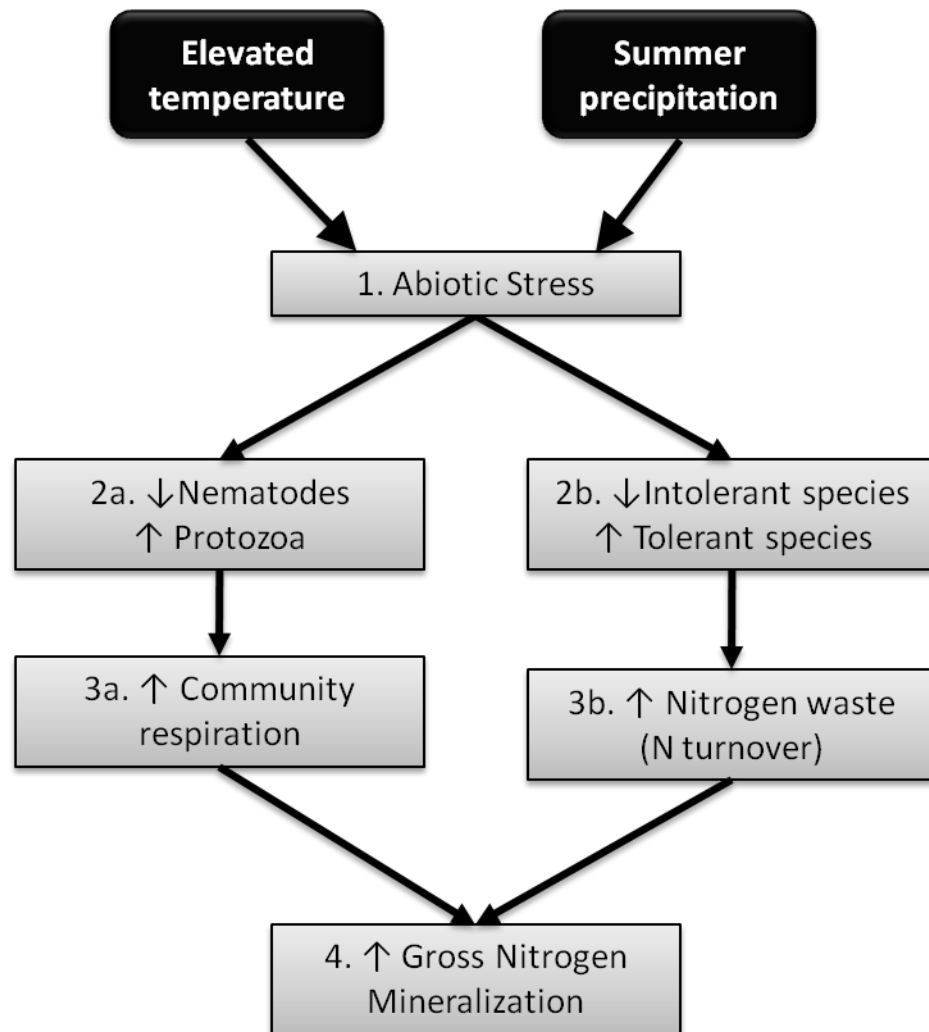 Elevated
temperature
Summer
precipitation
1. Abiotic Stress
2a. ↓Nematodes
↑ Protozoa
2b. ↓Intolerant species
↑ Tolerant species
3a. ↑ Community
respiration
3b. ↑ Nitrogen waste
(N turnover)
4. ↑ Gross Nitrogen
Mineralization